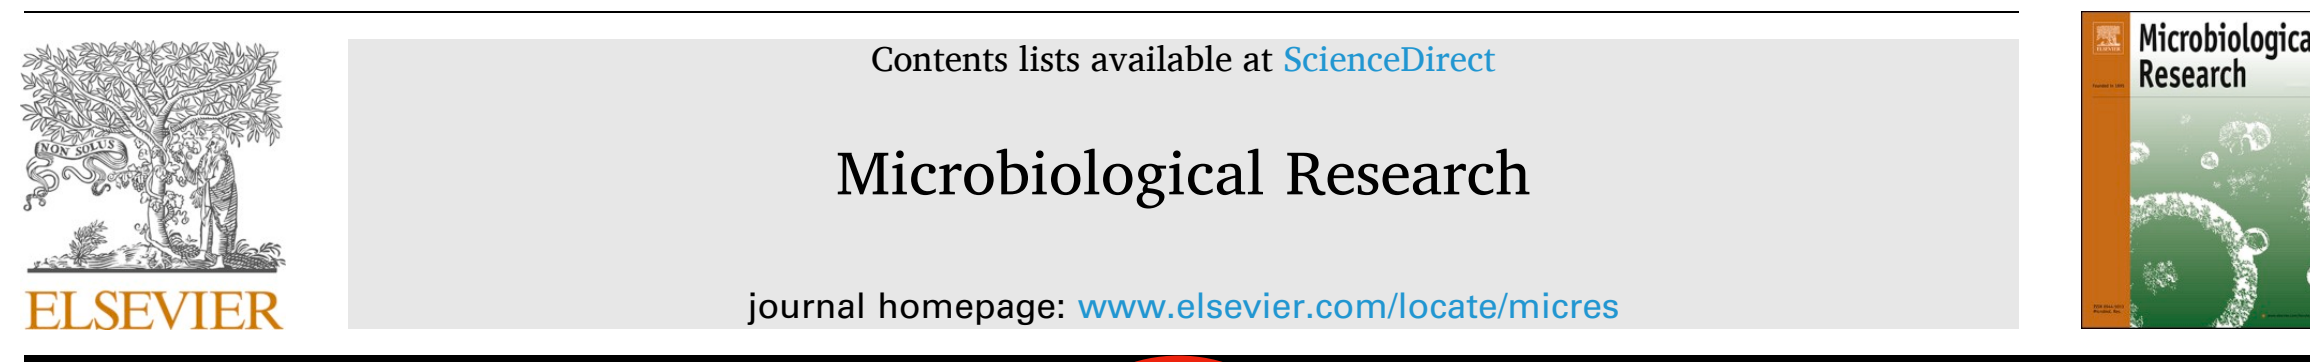 NON SOLUS
ELSEVIER
Contents lists available at ScienceDirect
Microbiological Research
journal homepage: www.elsevier.com/locate/micres
Microbiologica
Research